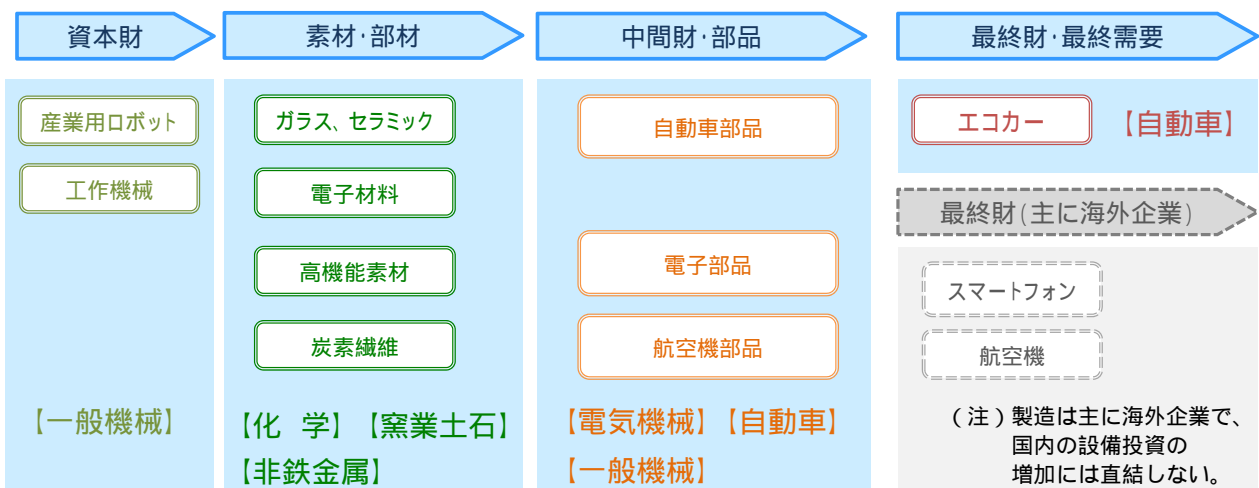 資本財
素材・部材
中間財・部品
最終財・最終需要
産業用ロボット
工作機械
【一般機械】
ガラス、セラミック
電子材料
高機能素材
炭素繊維
【化 学】【窯業土石】
【非鉄金属】
自動車部品
電子部品
航空機部品
【電気機械】【自動車】
【一般機械】
エコカー 【自動車】
最終財(主に海外企業)
スマートフォン
航空機
(注)製造は主に海外企業で、
国内の設備投資の
増加には直結しない。